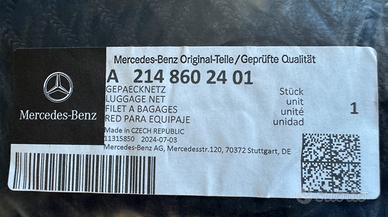 Mercedes-Benz Original-Teile/Geprüfte Qualität
A 214 860 24 01
GEPAECKNETZ
LUGGAGE NET
FILET A BAGAGES
RED PARA EQUIPAJE
Stück
unit
unité
unidad
1
Mercedes-Benz
Made in CZECH REPUBLIC
11315850 2024-07-03
Mercedes-Benz AG, Mercedesstr.120, 70372 Stuttgart, DE